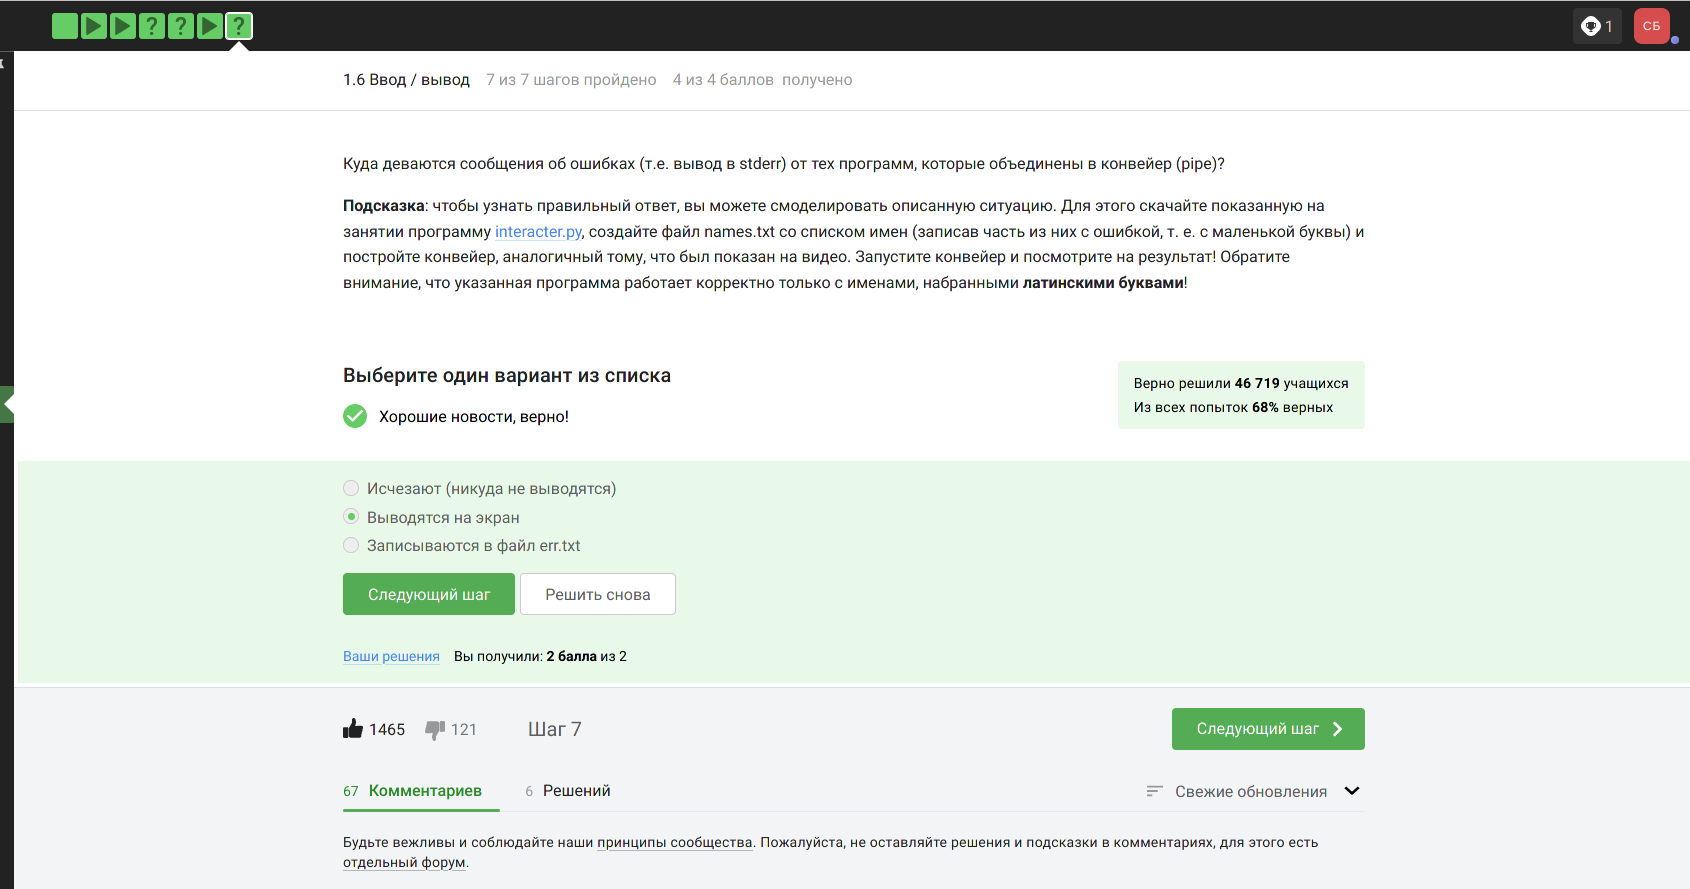 ? ? ?
1
СБ
1.6 Ввод / вывод 7 из 7 шагов пройдено 4 из 4 баллов получено
Куда деваются сообщения об ошибках (т.е. вывод в stderr) от тех программ, которые объединены в конвейер (pipe)?
Подсказка: чтобы узнать правильный ответ, вы можете смоделировать описанную ситуацию. Для этого скачайте показанную на
занятии программу interacter.py, создайте файл names.txt со списком имен (записав часть из них с ошибкой, т. е. с маленькой буквы) и
постройте конвейер, аналогичный тому, что был показан на видео. Запустите конвейер и посмотрите на результат! Обратите
внимание, что указанная программа работает корректно только с именами, набранными латинскими буквами!
Выберите один вариант из списка
Хорошие новости, верно!
Верно решили 46 719 учащихся
Из всех попыток 68% верных
Исчезают (никуда не выводятся)
Выводятся на экран
Записываются в файл err.txt
Следующий шаг Решить снова
Ваши решения Вы получили: 2 балла из 2
1465 121 Шаг 7 Следующий шаг
67 Комментариев 6 Решений Свежие обновления
Будьте вежливы и соблюдайте наши принципы сообщества. Пожалуйста, не оставляйте решения и подсказки в комментариях, для этого есть
отдельный форум.